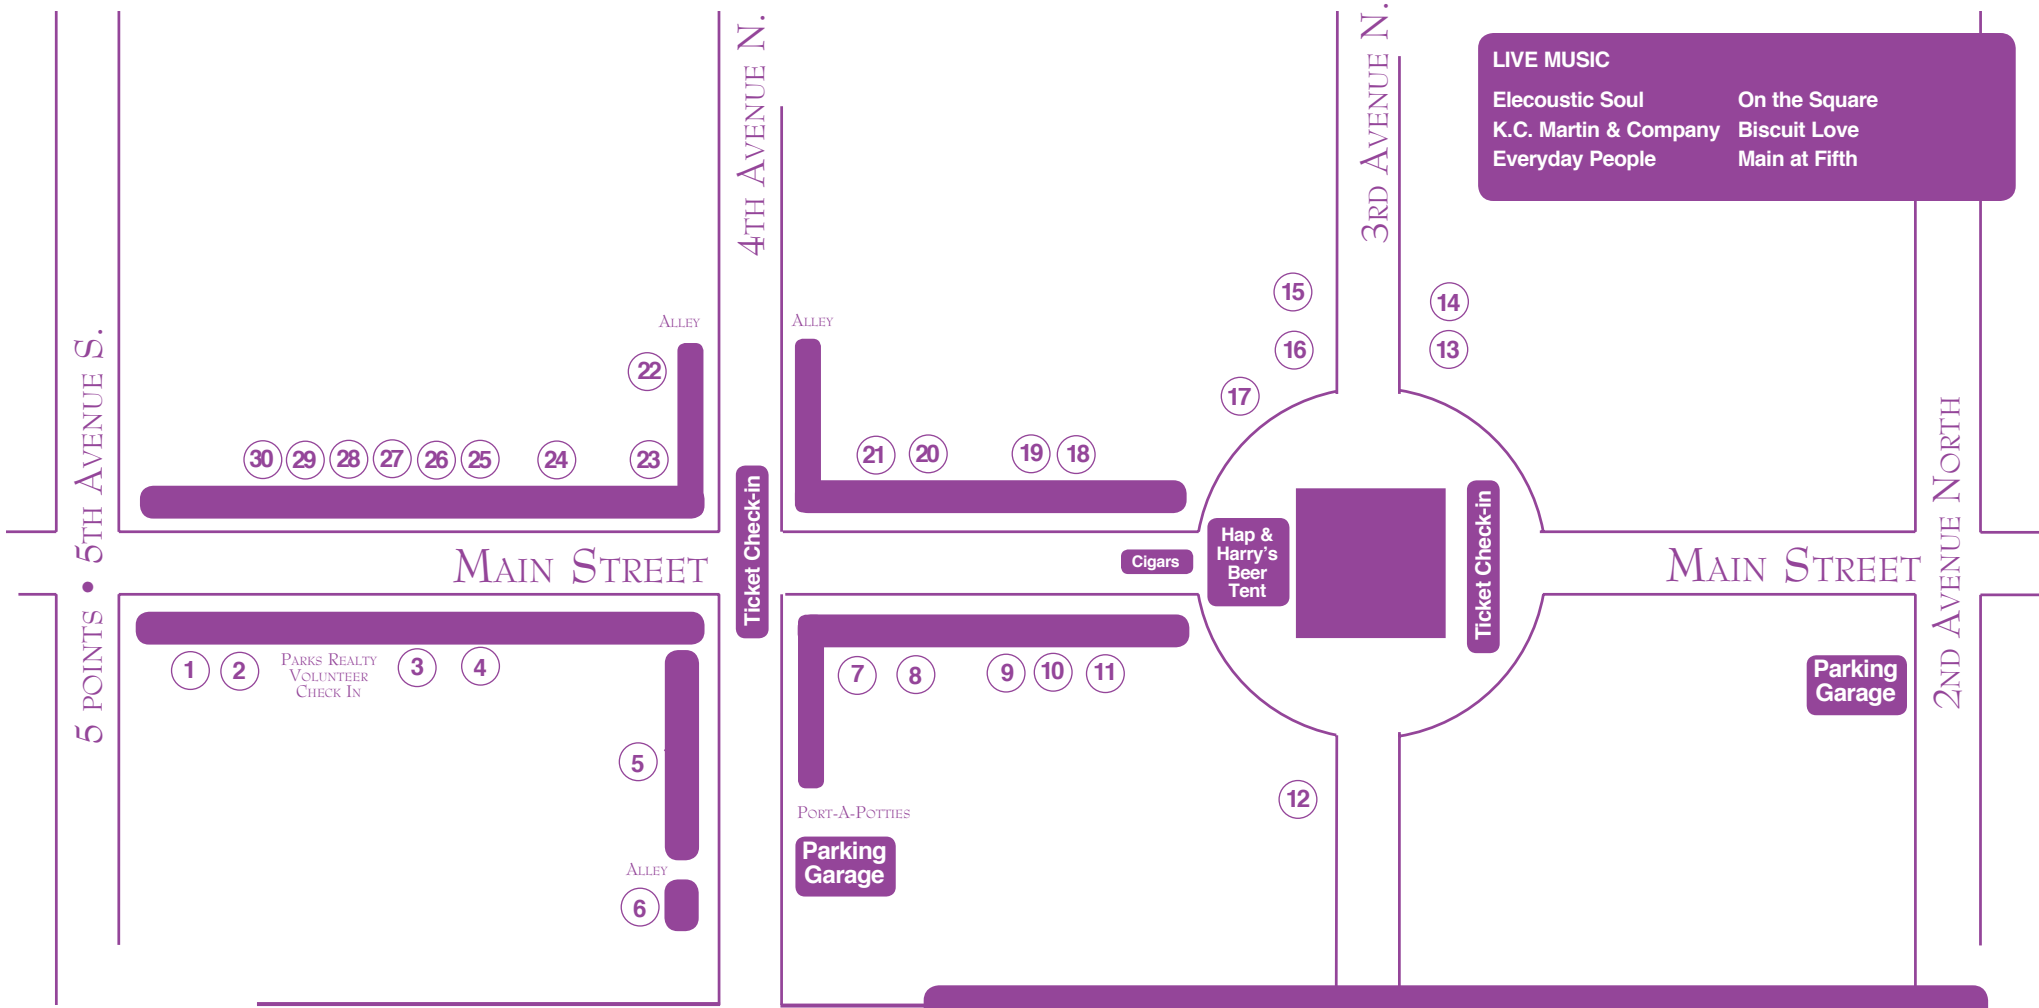 4TH AVENUE N.
3RD AVENUE N.
LIVE MUSIC
Elecoustic Soul
On the Square
K.C. Martin & Company
Biscuit Love
Everyday People
Main at Fifth
15
14
ALLEY
ALLEY
16
13
22
17
30
29
28
27
26
25
24
23
21
20
19
18
5 POINTS • 5TH AVENUE S.
MAIN STREET
Ticket Check-in
Cigars
Hap &
Harry's
Beer
Tent
Ticket Check-in
MAIN STREET
2ND AVENUE NORTH
1
2
PARKS REALTY
VOLUNTEER
CHECK IN
3
4
7
8
9
10
11
Parking
Garage
5
12
PORT-A-POTTIES
Parking
Garage
ALLEY
6